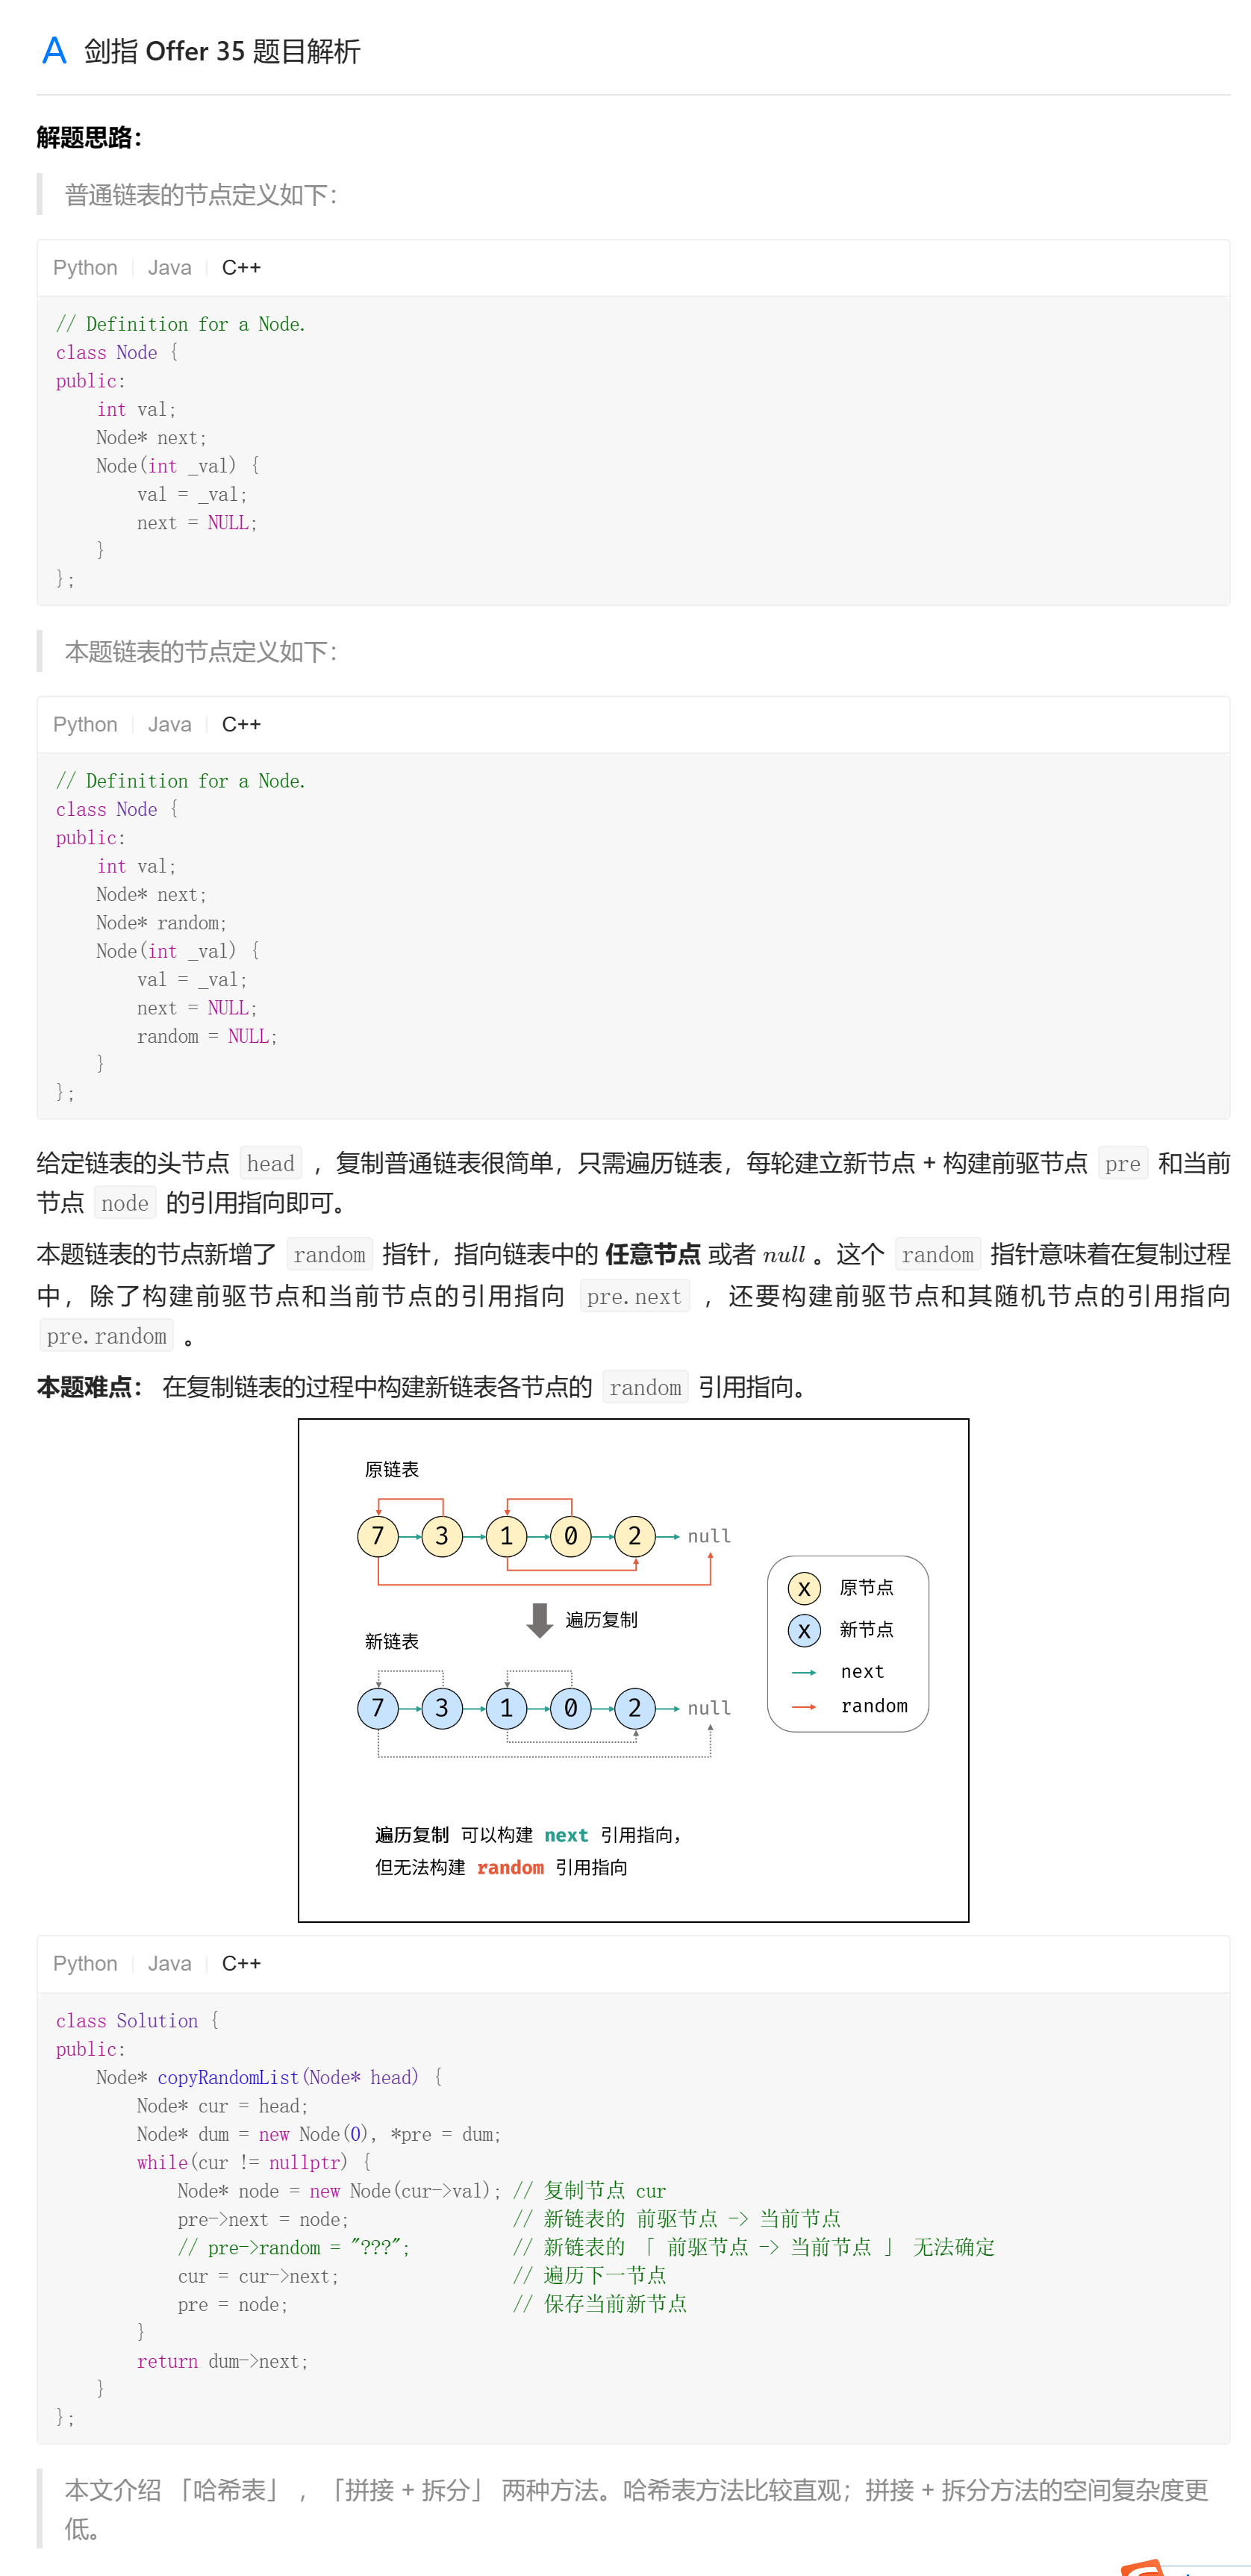 剑指 Offer 35 题目解析
解题思路：
普通链表的节点定义如下：
Python Java C++
// Definition for a Node.
class Node {
public:
    int val;
    Node* next;
    Node(int _val) {
        val = _val;
        next = NULL;
    }
};
本题链表的节点定义如下：
Python Java C++
// Definition for a Node.
class Node {
public:
    int val;
    Node* next;
    Node* random;
    Node(int _val) {
        val = _val;
        next = NULL;
        random = NULL;
    }
};
给定链表的头节点 head ，复制普通链表很简单，只需遍历链表，每轮建立新节点 + 构建前驱节点 pre 和当前
节点 node 的引用指向即可。
本题链表的节点新增了 random 指针，指向链表中的 任意节点 或者 null 。这个 random 指针意味着在复制过程
中，除了构建前驱节点和当前节点的引用指向 pre.next ，还要构建前驱节点和其随机节点的引用指向
pre.random 。
本题难点： 在复制链表的过程中构建新链表各节点的 random 引用指向。
原链表
7 3 1 0 2 null
遍历复制
新链表
7 3 1 0 2 null
X 原节点
X 新节点
next
random
遍历复制 可以构建 next 引用指向，
但无法构建 random 引用指向
Python Java C++
class Solution {
public:
    Node* copyRandomList(Node* head) {
        Node* cur = head;
        Node* dum = new Node(0), *pre = dum;
        while(cur != nullptr) {
            Node* node = new Node(cur->val); // 复制节点 cur
            pre->next = node;                // 新链表的 前驱节点 -> 当前节点
            // pre->random = "???";          // 新链表的 「 前驱节点 -> 当前节点 」 无法确定
            cur = cur->next;                 // 遍历下一节点
            pre = node;                      // 保存当前新节点
        }
        return dum->next;
    }
};
本文介绍 「哈希表」 ，「拼接 + 拆分」 两种方法。哈希表方法比较直观；拼接 + 拆分方法的空间复杂度更
低。